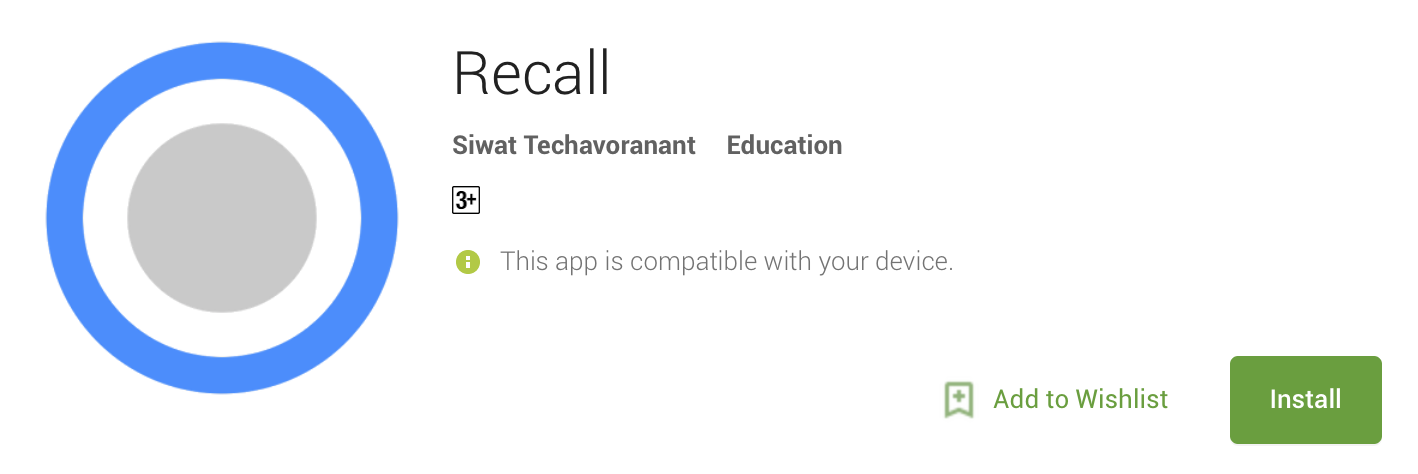 Recall
Siwat Techavoranant Education
3+
This app is compatible with your device.
Add to Wishlist
Install